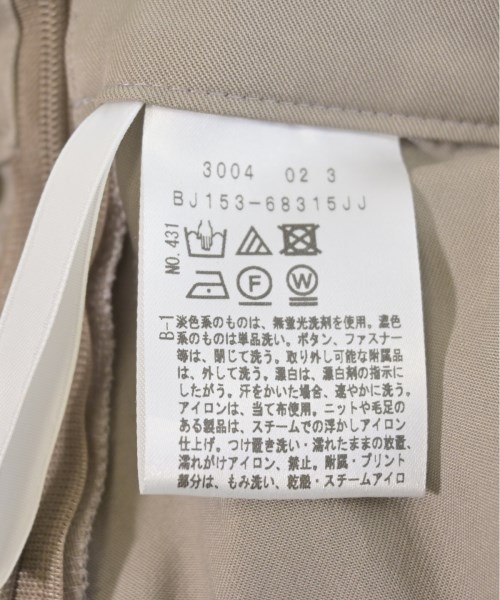 3004 02 3
BJ153-68315JJ
NO.431
F
W
B-1
淡色系のものは、無蛍光洗剤を使用。濃色
系のものは単品洗い。ボタン、ファスナー
等は、閉じて洗う。取り外し可能な附属品
は、外して洗う。漂白は、漂白剤の指示に
したがう。汗をかいた場合、速やかに洗う。
アイロンは、当て布使用。ニットや毛足の
ある製品は、スチームでの浮かしアイロン
仕上げ。つけ置き洗い・濡れたままの放置、
濡れがけアイロン、禁止。附属・プリント
部分は、もみ洗い、乾燥・スチームアイロ